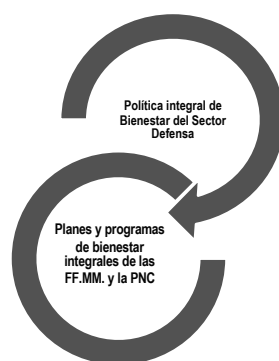 Política integral de
Bienestar del Sector
Defensa
Planes y programas
de bienestar
integrales de las
FF.MM. y la PNC